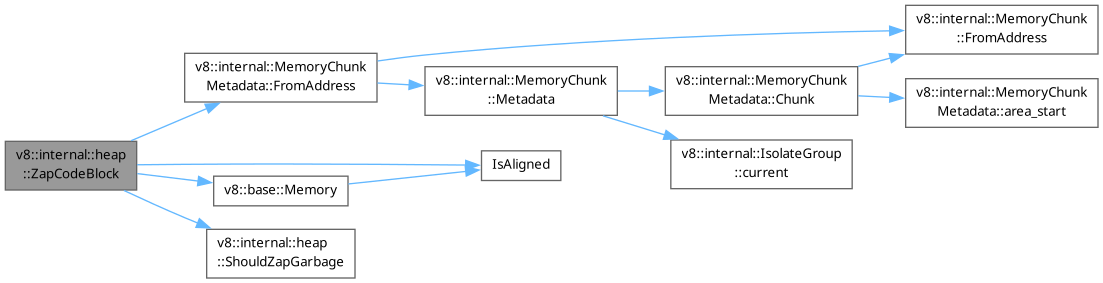 v8::internal::heap
::ZapCodeBlock
v8::internal::MemoryChunk
Metadata::FromAddress
v8::base::Memory
v8::internal::heap
::ShouldZapGarbage
v8::internal::MemoryChunk
::Metadata
IsAligned
v8::internal::MemoryChunk
Metadata::Chunk
v8::internal::IsolateGroup
::current
v8::internal::MemoryChunk
::FromAddress
v8::internal::MemoryChunk
Metadata::area_start